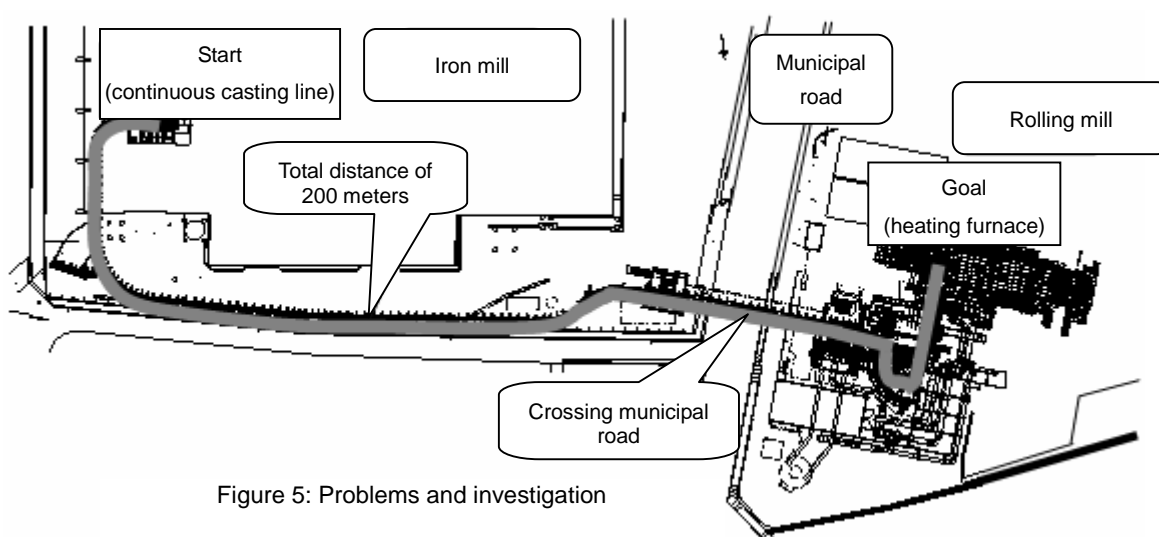 Start
(continuous casting line)
Iron mill
Municipal
road
Rolling mill
Total distance of
200 meters
Goal
(heating furnace)
Crossing municipal
road
Figure 5: Problems and investigation